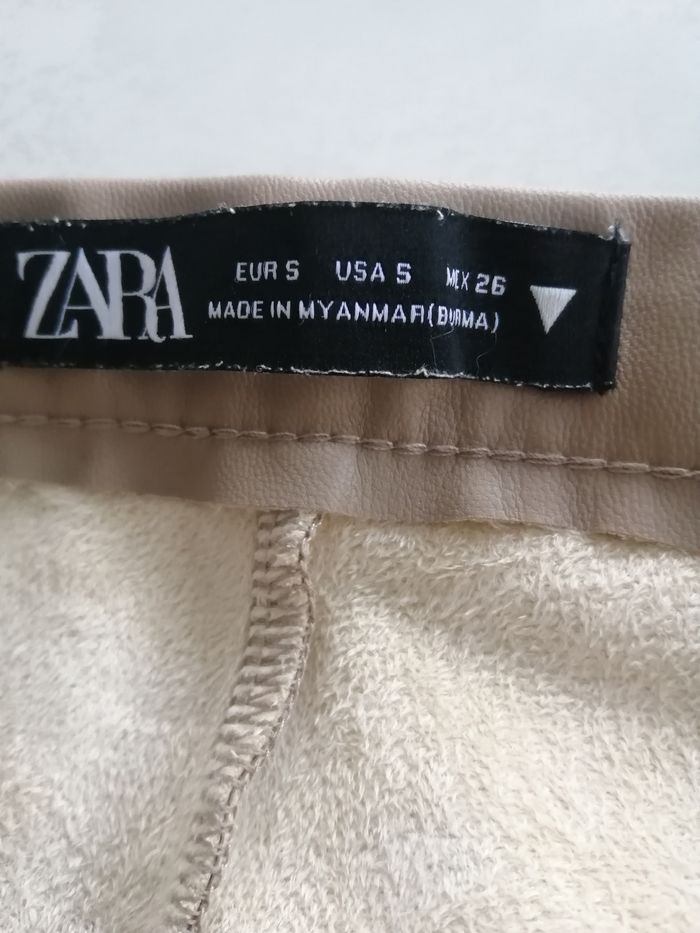 ZARA
EUR S USA S MEX 26
MADE IN MYANMAR (BURMA)